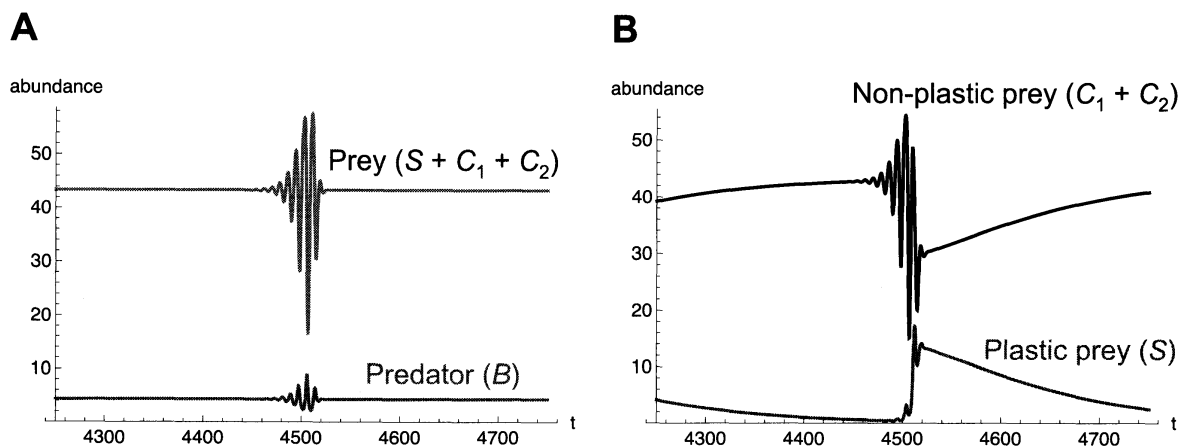 A
abundance
50
40
30
20
10
Prey (S + C₁ + C₂)
Predator (B)
4300 4400 4500 4600 4700 t
B
abundance
Non-plastic prey (C₁ + C₂)
50
40
30
20
10
Plastic prey (S)
4300 4400 4500 4600 4700 t